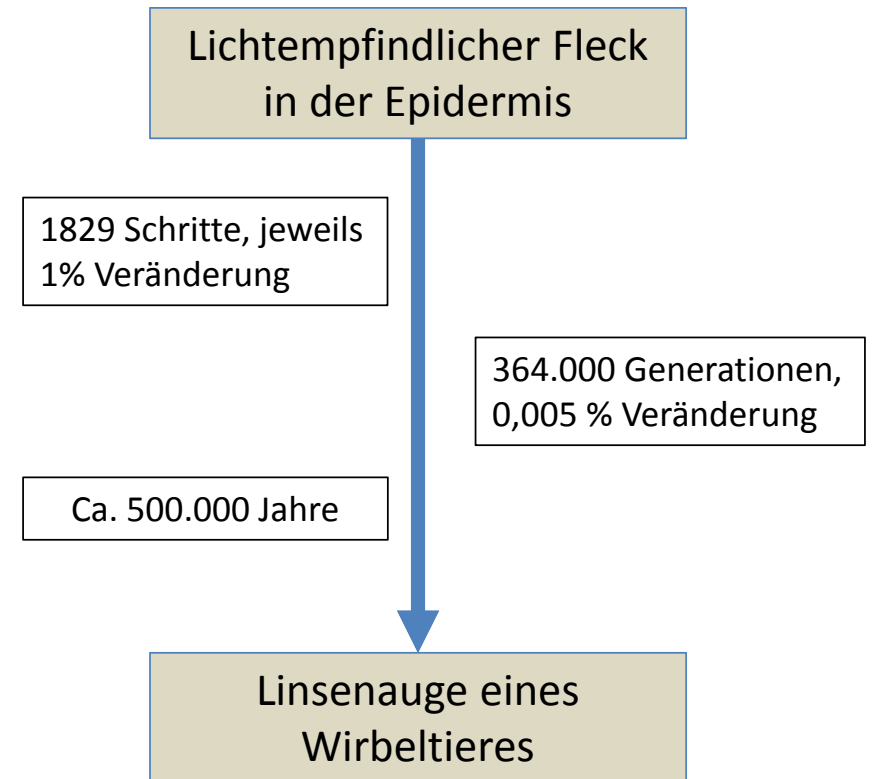 Lichtempfindlicher Fleck
in der Epidermis
1829 Schritte, jeweils
1% Veränderung
364.000 Generationen,
0,005 % Veränderung
Ca. 500.000 Jahre
Linsenauge eines
Wirbeltieres